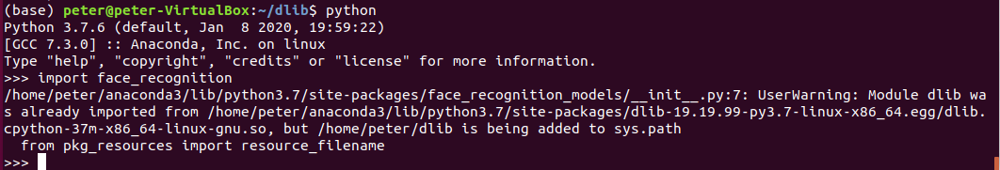 (base) peter@peter-VirtualBox:~/dlib$ python
Python 3.7.6 (default, Jan  8 2020, 19:59:22)
[GCC 7.3.0] :: Anaconda, Inc. on linux
Type "help", "copyright", "credits" or "license" for more information.
>>> import face_recognition
/home/peter/anaconda3/lib/python3.7/site-packages/face_recognition_models/__init__.py:7: UserWarning: Module dlib wa
s already imported from /home/peter/anaconda3/lib/python3.7/site-packages/dlib-19.19.99-py3.7-linux-x86_64.egg/dlib.
cpython-37m-x86_64-linux-gnu.so, but /home/peter/dlib is being added to sys.path
  from pkg_resources import resource_filename
>>>